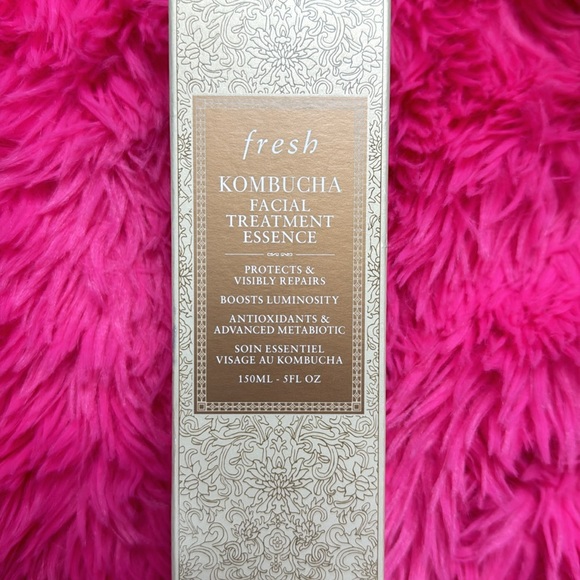 fresh
KOMBUCHA
FACIAL
TREATMENT
ESSENCE
PROTECTS &
VISIBLY REPAIRS
BOOSTS LUMINOSITY
ANTIOXIDANTS &
ADVANCED METABIOTIC
SOIN ESSENTIEL
VISAGE AU KOMBUCHA
150ML - 5FL OZ